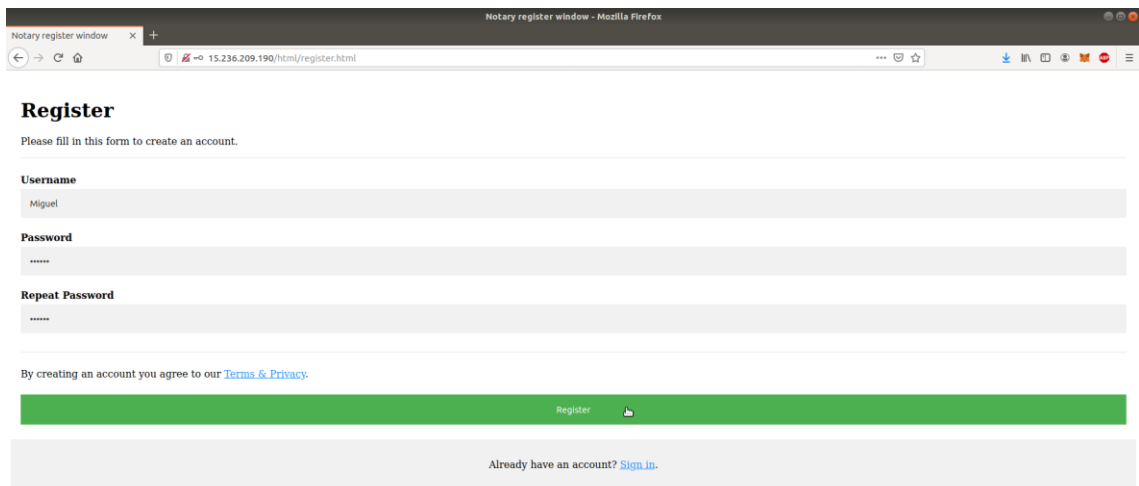 Notary register window - Mozilla Firefox
Notary register window
15.236.209.190/html/register.html
Register
Please fill in this form to create an account.
Username
Miguel
Password
••••••
Repeat Password
••••••
By creating an account you agree to our Terms & Privacy.
Register
Already have an account? Sign in.